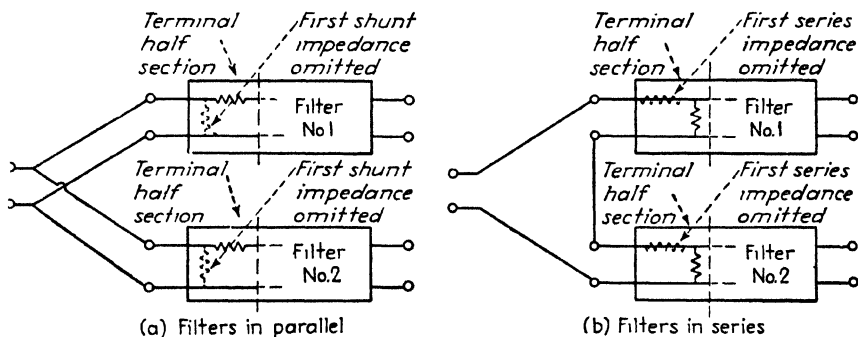 Terminal
half
section
First shunt
impedance
omitted
Filter
No.1
Terminal
half
section
First shunt
impedance
omitted
Filter
No.2
(a) Filters in parallel
Terminal
half
section
First series
impedance
omitted
Filter
No.1
Terminal
half
section
First series
impedance
omitted
Filter
No.2
(b) Filters in series